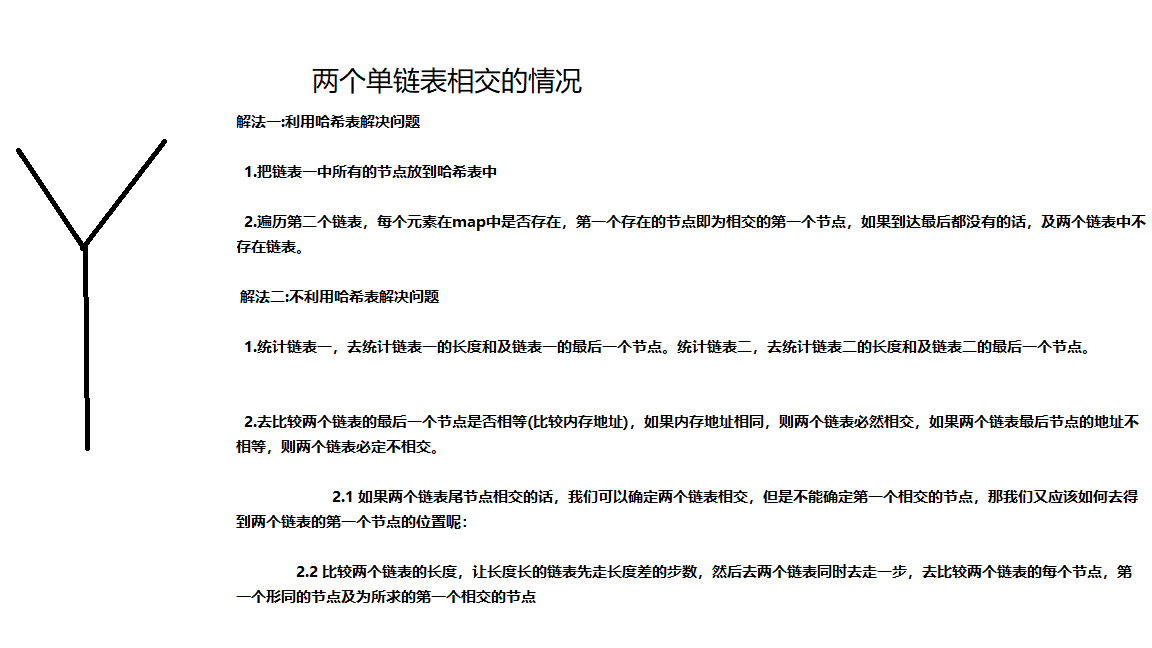 两个单链表相交的情况
解法一:利用哈希表解决问题
1.把链表一中所有的节点放到哈希表中
2.遍历第二个链表，每个元素在map中是否存在，第一个存在的节点即为相交的第一个节点，如果到达最后都没有的话，及两个链表中不
存在链表。
解法二:不利用哈希表解决问题
1.统计链表一，去统计链表一的长度和及链表一的最后一个节点。统计链表二，去统计链表二的长度和及链表二的最后一个节点。
2.去比较两个链表的最后一个节点是否相等(比较内存地址)，如果内存地址相同，则两个链表必然相交，如果两个链表最后节点的地址不
相等，则两个链表必定不相交。
2.1 如果两个链表尾节点相交的话，我们可以确定两个链表相交，但是不能确定第一个相交的节点，那我们又应该如何去得
到两个链表的第一个节点的位置呢：
2.2 比较两个链表的长度，让长度长的链表先走长度差的步数，然后去两个链表同时去走一步，去比较两个链表的每个节点，第
一个形同的节点及为所求的第一个相交的节点